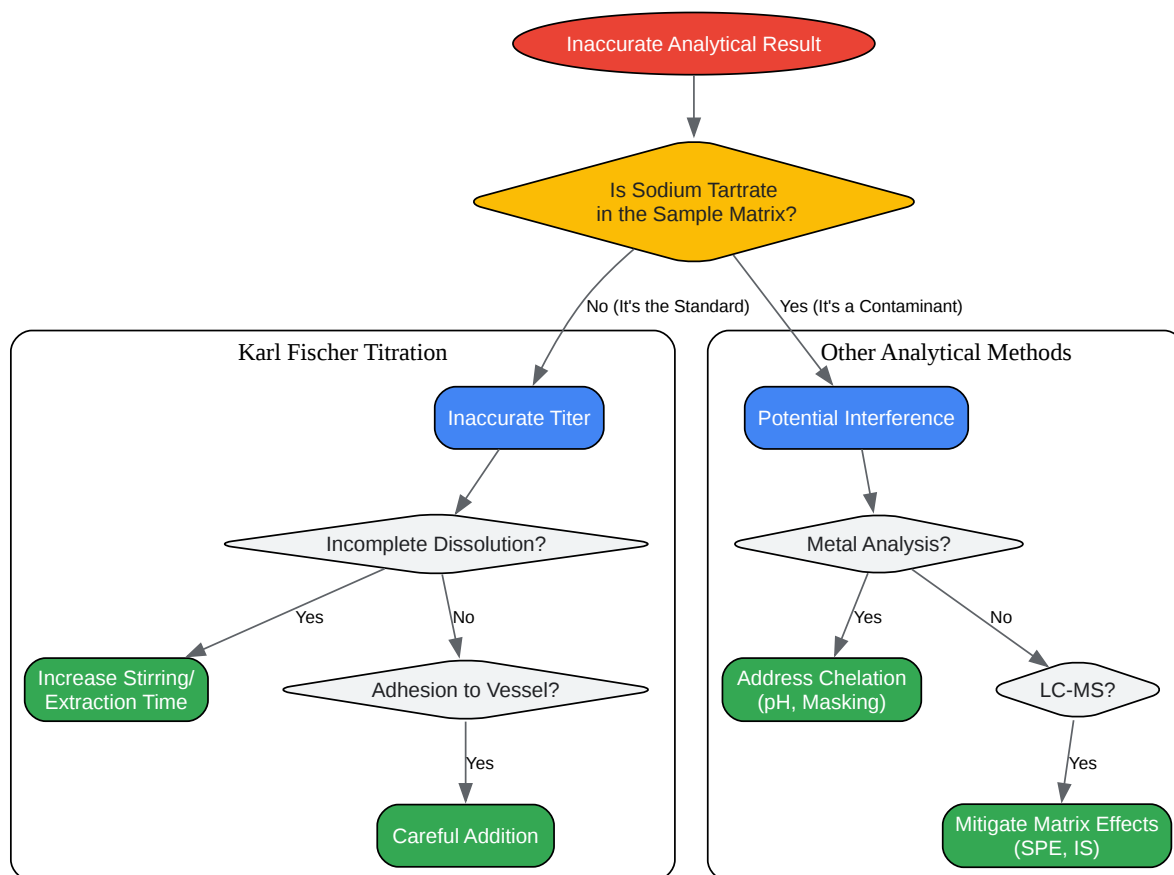 Inaccurate Analytical Result
Is Sodium Tartrate
in the Sample Matrix?
No (It's the Standard)
Yes (It's a Contaminant)
Karl Fischer Titration
Other Analytical Methods
Inaccurate Titer
Potential Interference
Incomplete Dissolution?
Metal Analysis?
Yes
No
Yes
No
Increase Stirring/
Extraction Time
Adhesion to Vessel?
Address Chelation
(pH, Masking)
LC-MS?
Yes
Yes
Careful Addition
Mitigate Matrix Effects
(SPE, IS)